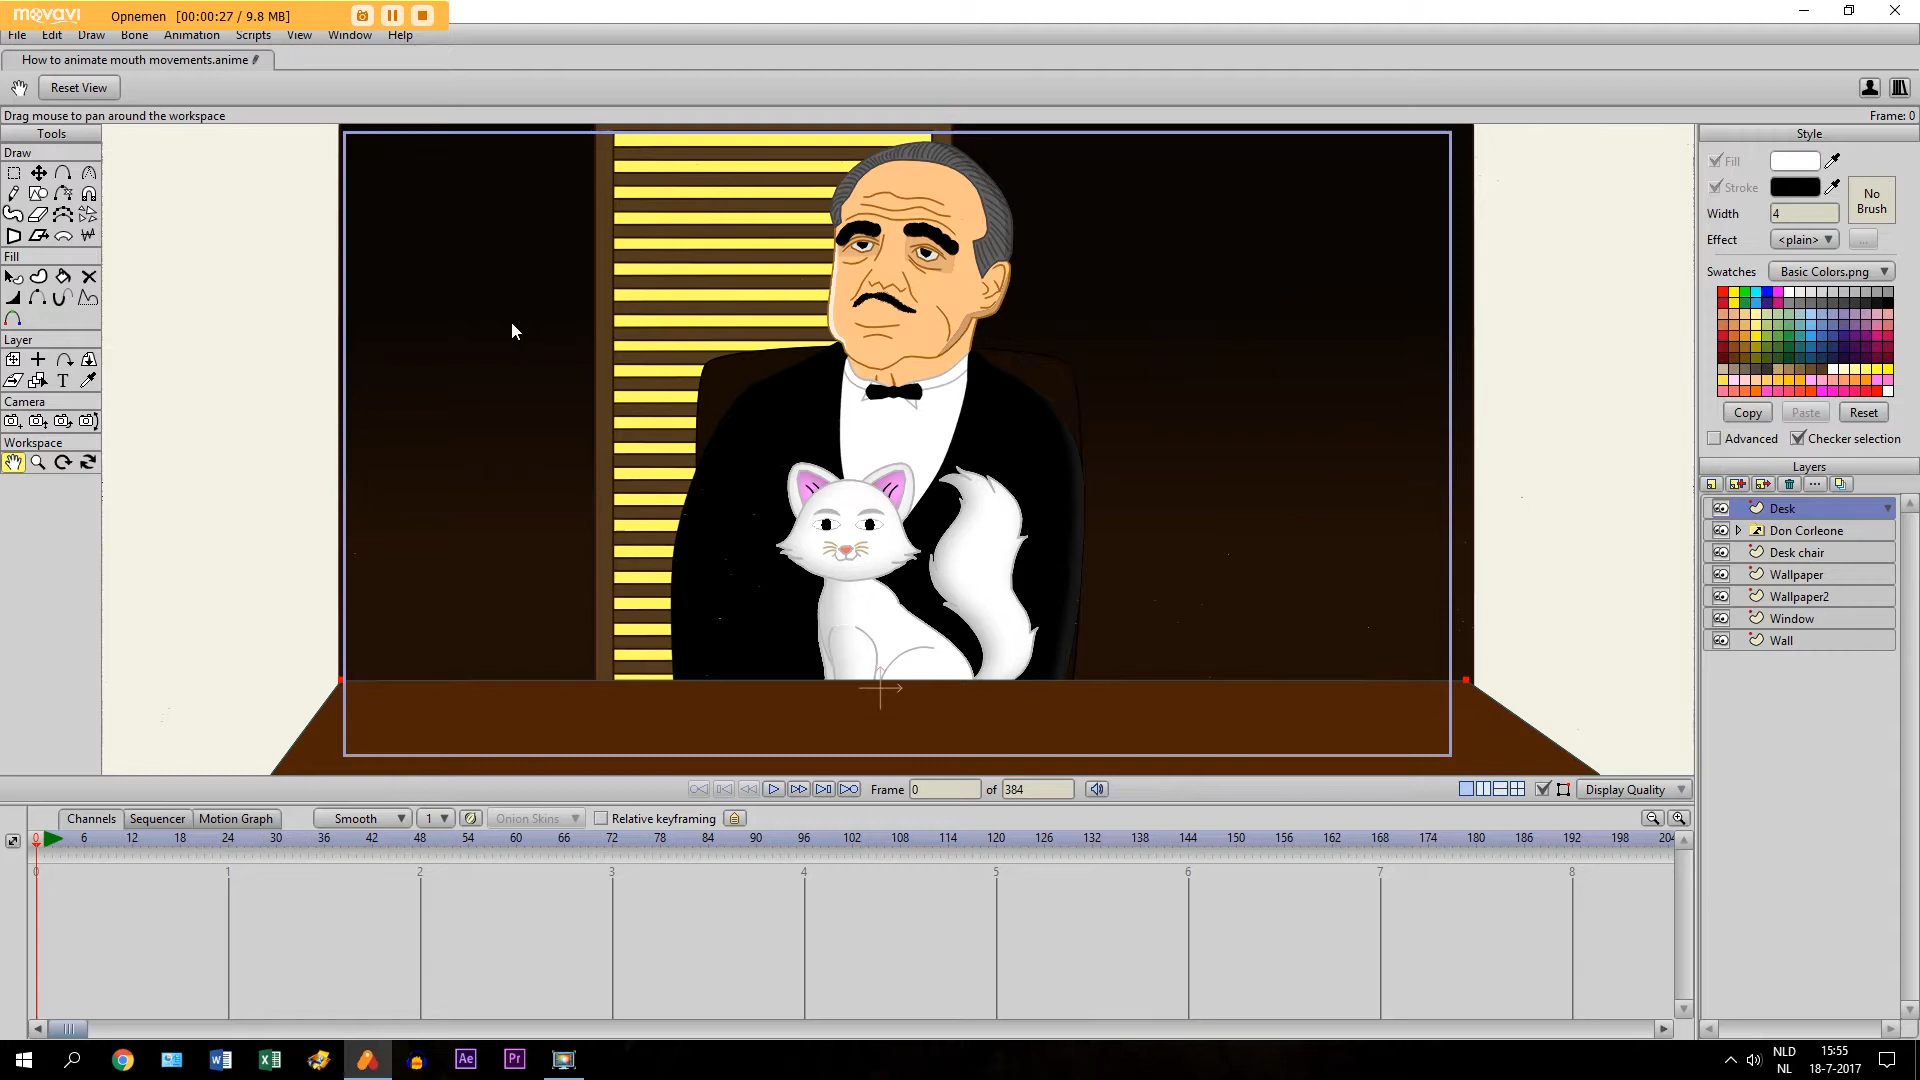 movavi Opnemen [00:00:27 / 9.8 MB]
File Edit Draw Bone Animation Scripts View Window Help
How to animate mouth movements.anime
Reset View
Drag mouse to pan around the workspace Frame: 0
Tools
Draw
Fill
Layer
T
Camera
Workspace
Style
Fill
Stroke
No
Brush
Width 4
Effect <plain> ...
Swatches Basic Colors.png
Copy Paste Reset
Advanced Checker selection
Layers
Desk
Don Corleone
Desk chair
Wallpaper
Wallpaper2
Window
Wall
Frame 0 of 384 Display Quality
Channels Sequencer Motion Graph Smooth 1 Onion Skins Relative keyframing
0 6 12 18 24 30 36 42 48 54 60 66 72 78 84 90 96 102 108 114 120 126 132 138 144 150 156 162 168 174 180 186 192 198 204
0 1 2 3 4 5 6 7 8
Ae Pr
NLD
NL
15:55
18-7-2017